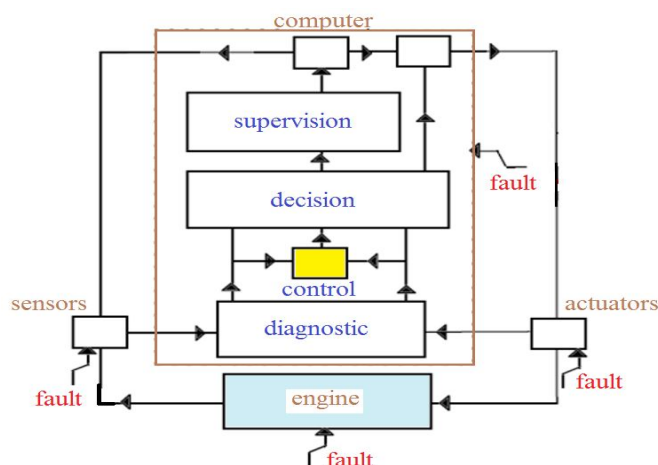 computer
supervision
fault
decision
control
sensors
actuators
diagnostic
fault
engine
fault
fault